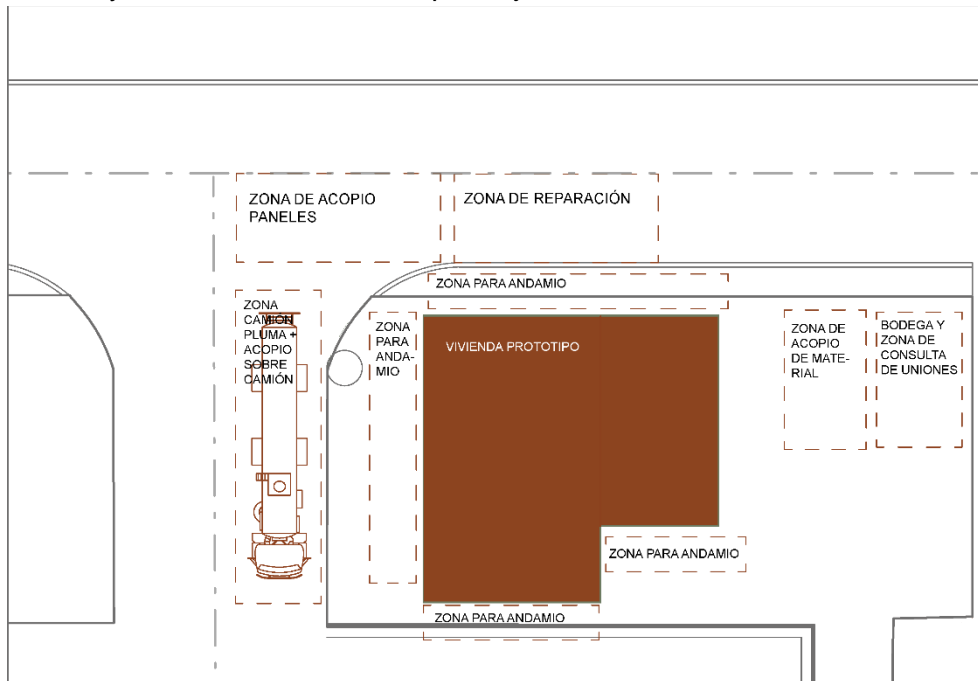 ZONA DE ACOPIO
PANELES
ZONA DE REPARACIÓN
ZONA PARA ANDAMIO
ZONA
CAMIÓN
PLUMA +
ACOPIO
SOBRE
CAMIÓN
ZONA
PARA
ANDA-
MIO
VIVIENDA PROTOTIPO
ZONA DE
ACOPIO
DE MATE-
RIAL
BODEGA Y
ZONA DE
CONSULTA
DE UNIONES
ZONA PARA ANDAMIO
ZONA PARA ANDAMIO